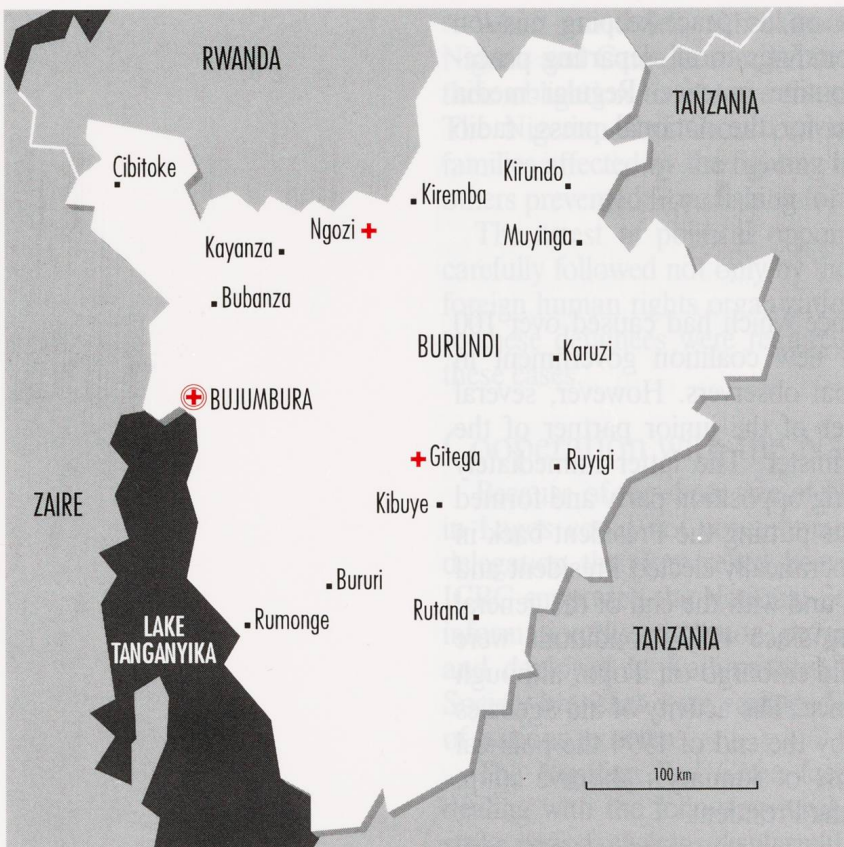 RWANDA
TANZANIA
Cibitoke
Kirundo
Kiremba
Ngozi
Muyinga
Kayanza
Bubanza
BURUNDI
Karuzi
BUJUMBURA
Gitega
Ruyigi
ZAIRE
Kibuye
Bururi
Rutana
Rumonge
LAKE
TANGANYIKA
TANZANIA
100 km